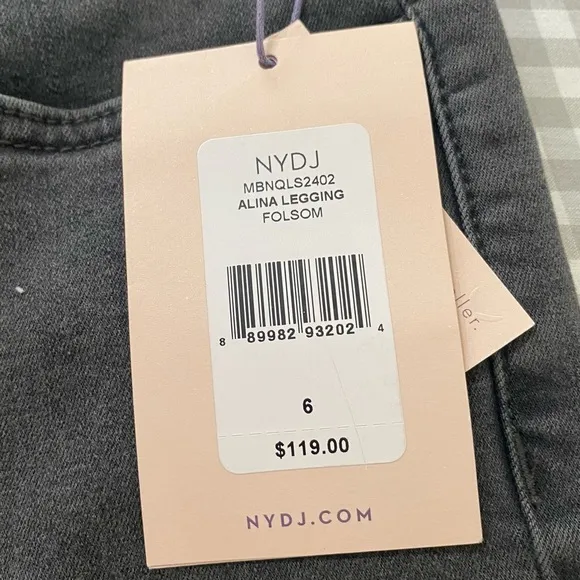 NYDJ
MBNQLS2402
ALINA LEGGING
FOLSOM
8 89982 93202 4
6
$119.00
NYDJ.COM